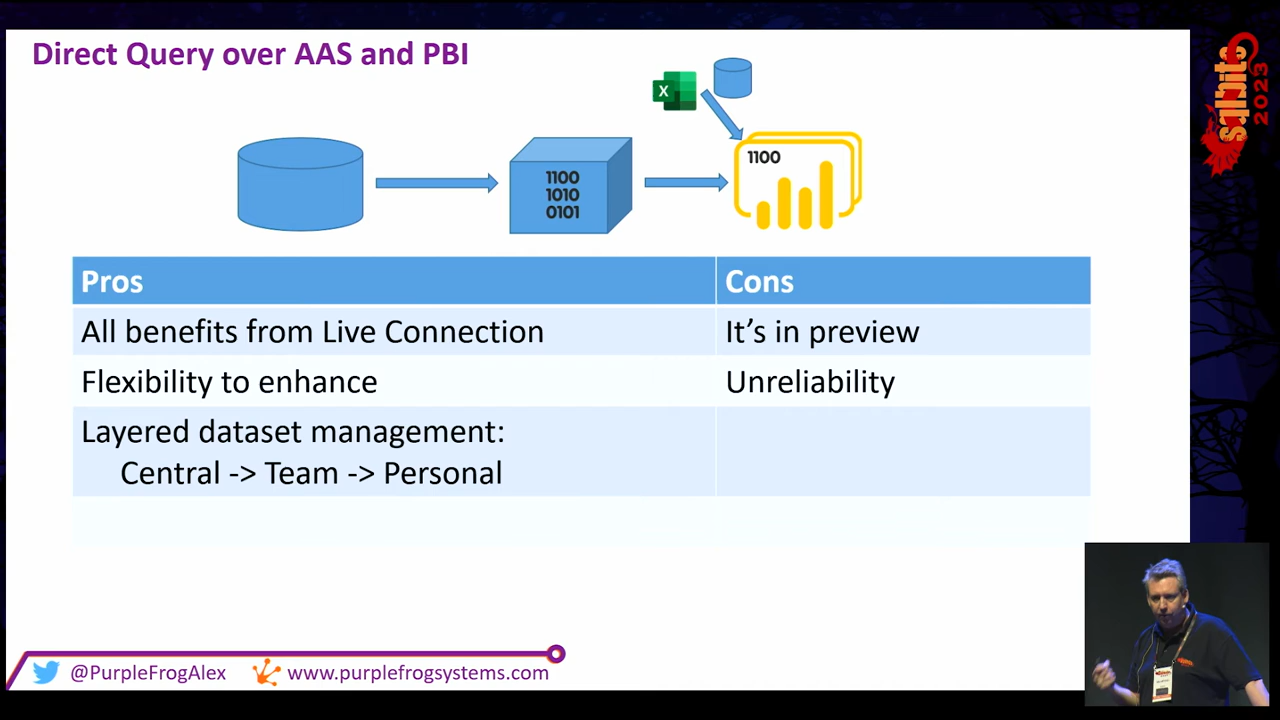 Direct Query over AAS and PBI
X
sqlbits
2023
1100
1100
1010
0101
Pros
Cons
All benefits from Live Connection
It’s in preview
Flexibility to enhance
Unreliability
Layered dataset management:
Central -> Team -> Personal
@PurpleFrogAlex
www.purplefrogsystems.com